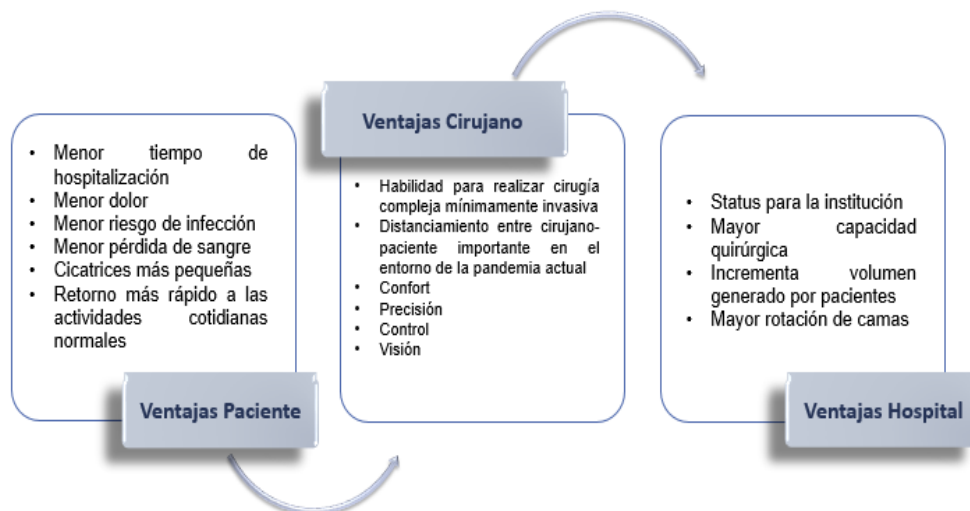 • Menor tiempo de
hospitalización
• Menor dolor
• Menor riesgo de infección
• Menor pérdida de sangre
• Cicatrices más pequeñas
• Retorno más rápido a las
actividades cotidianas
normales
Ventajas Paciente
Ventajas Cirujano
• Habilidad para realizar cirugía
compleja mínimamente invasiva
• Distanciamiento entre cirujano-
paciente importante en el
entorno de la pandemia actual
• Confort
• Precisión
• Control
• Visión
• Status para la institución
• Mayor capacidad
quirúrgica
• Incrementa volumen
generado por pacientes
• Mayor rotación de camas
Ventajas Hospital